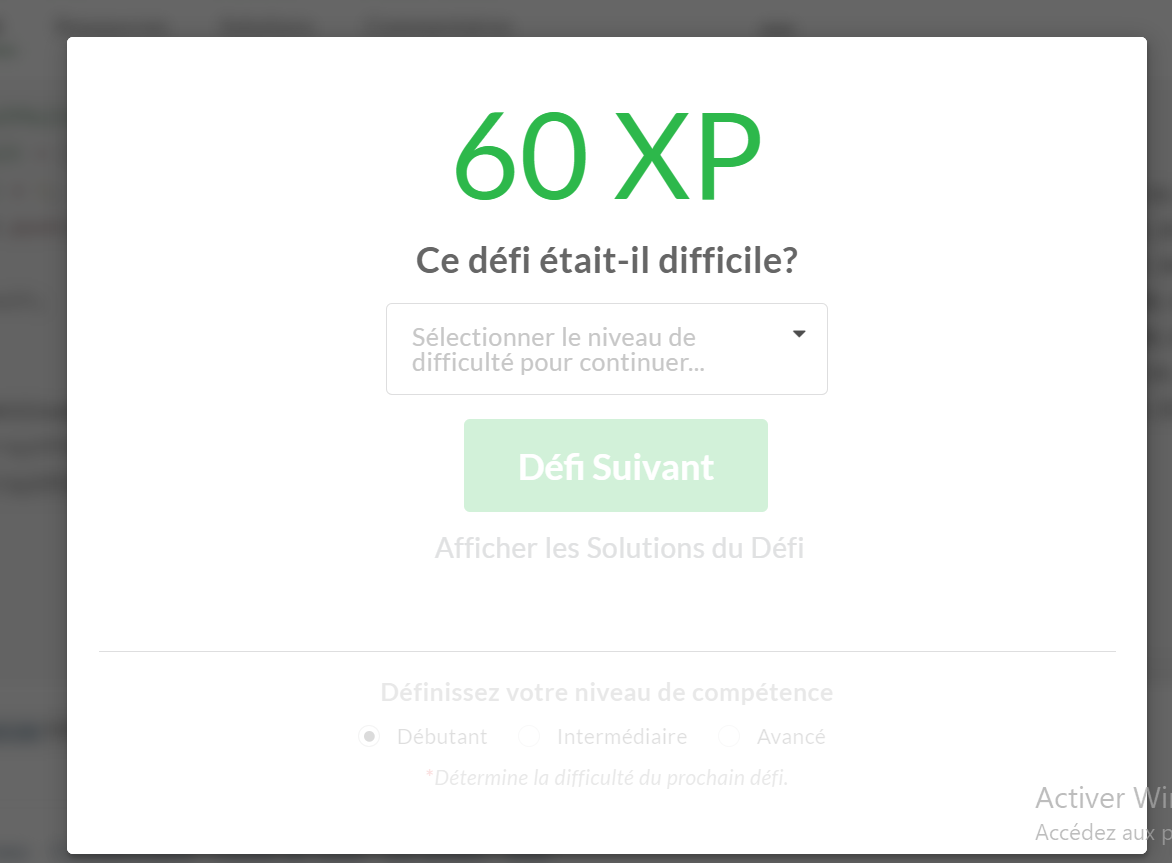 60 XP
Ce défi était-il difficile?
Sélectionner le niveau de
difficulté pour continuer...
Défi Suivant
Afficher les Solutions du Défi
Définissez votre niveau de compétence
Débutant Intermédiaire Avancé
*Détermine la difficulté du prochain défi.
Activer Wi
Accédez aux p